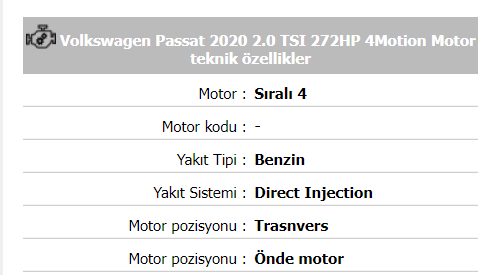 Volkswagen Passat 2020 2.0 TSI 272HP 4Motion Motor
teknik özellikler
Motor : Sıralı 4
Motor kodu : -
Yakıt Tipi : Benzin
Yakıt Sistemi : Direct Injection
Motor pozisyonu : Trasnvers
Motor pozisyonu : Önde motor